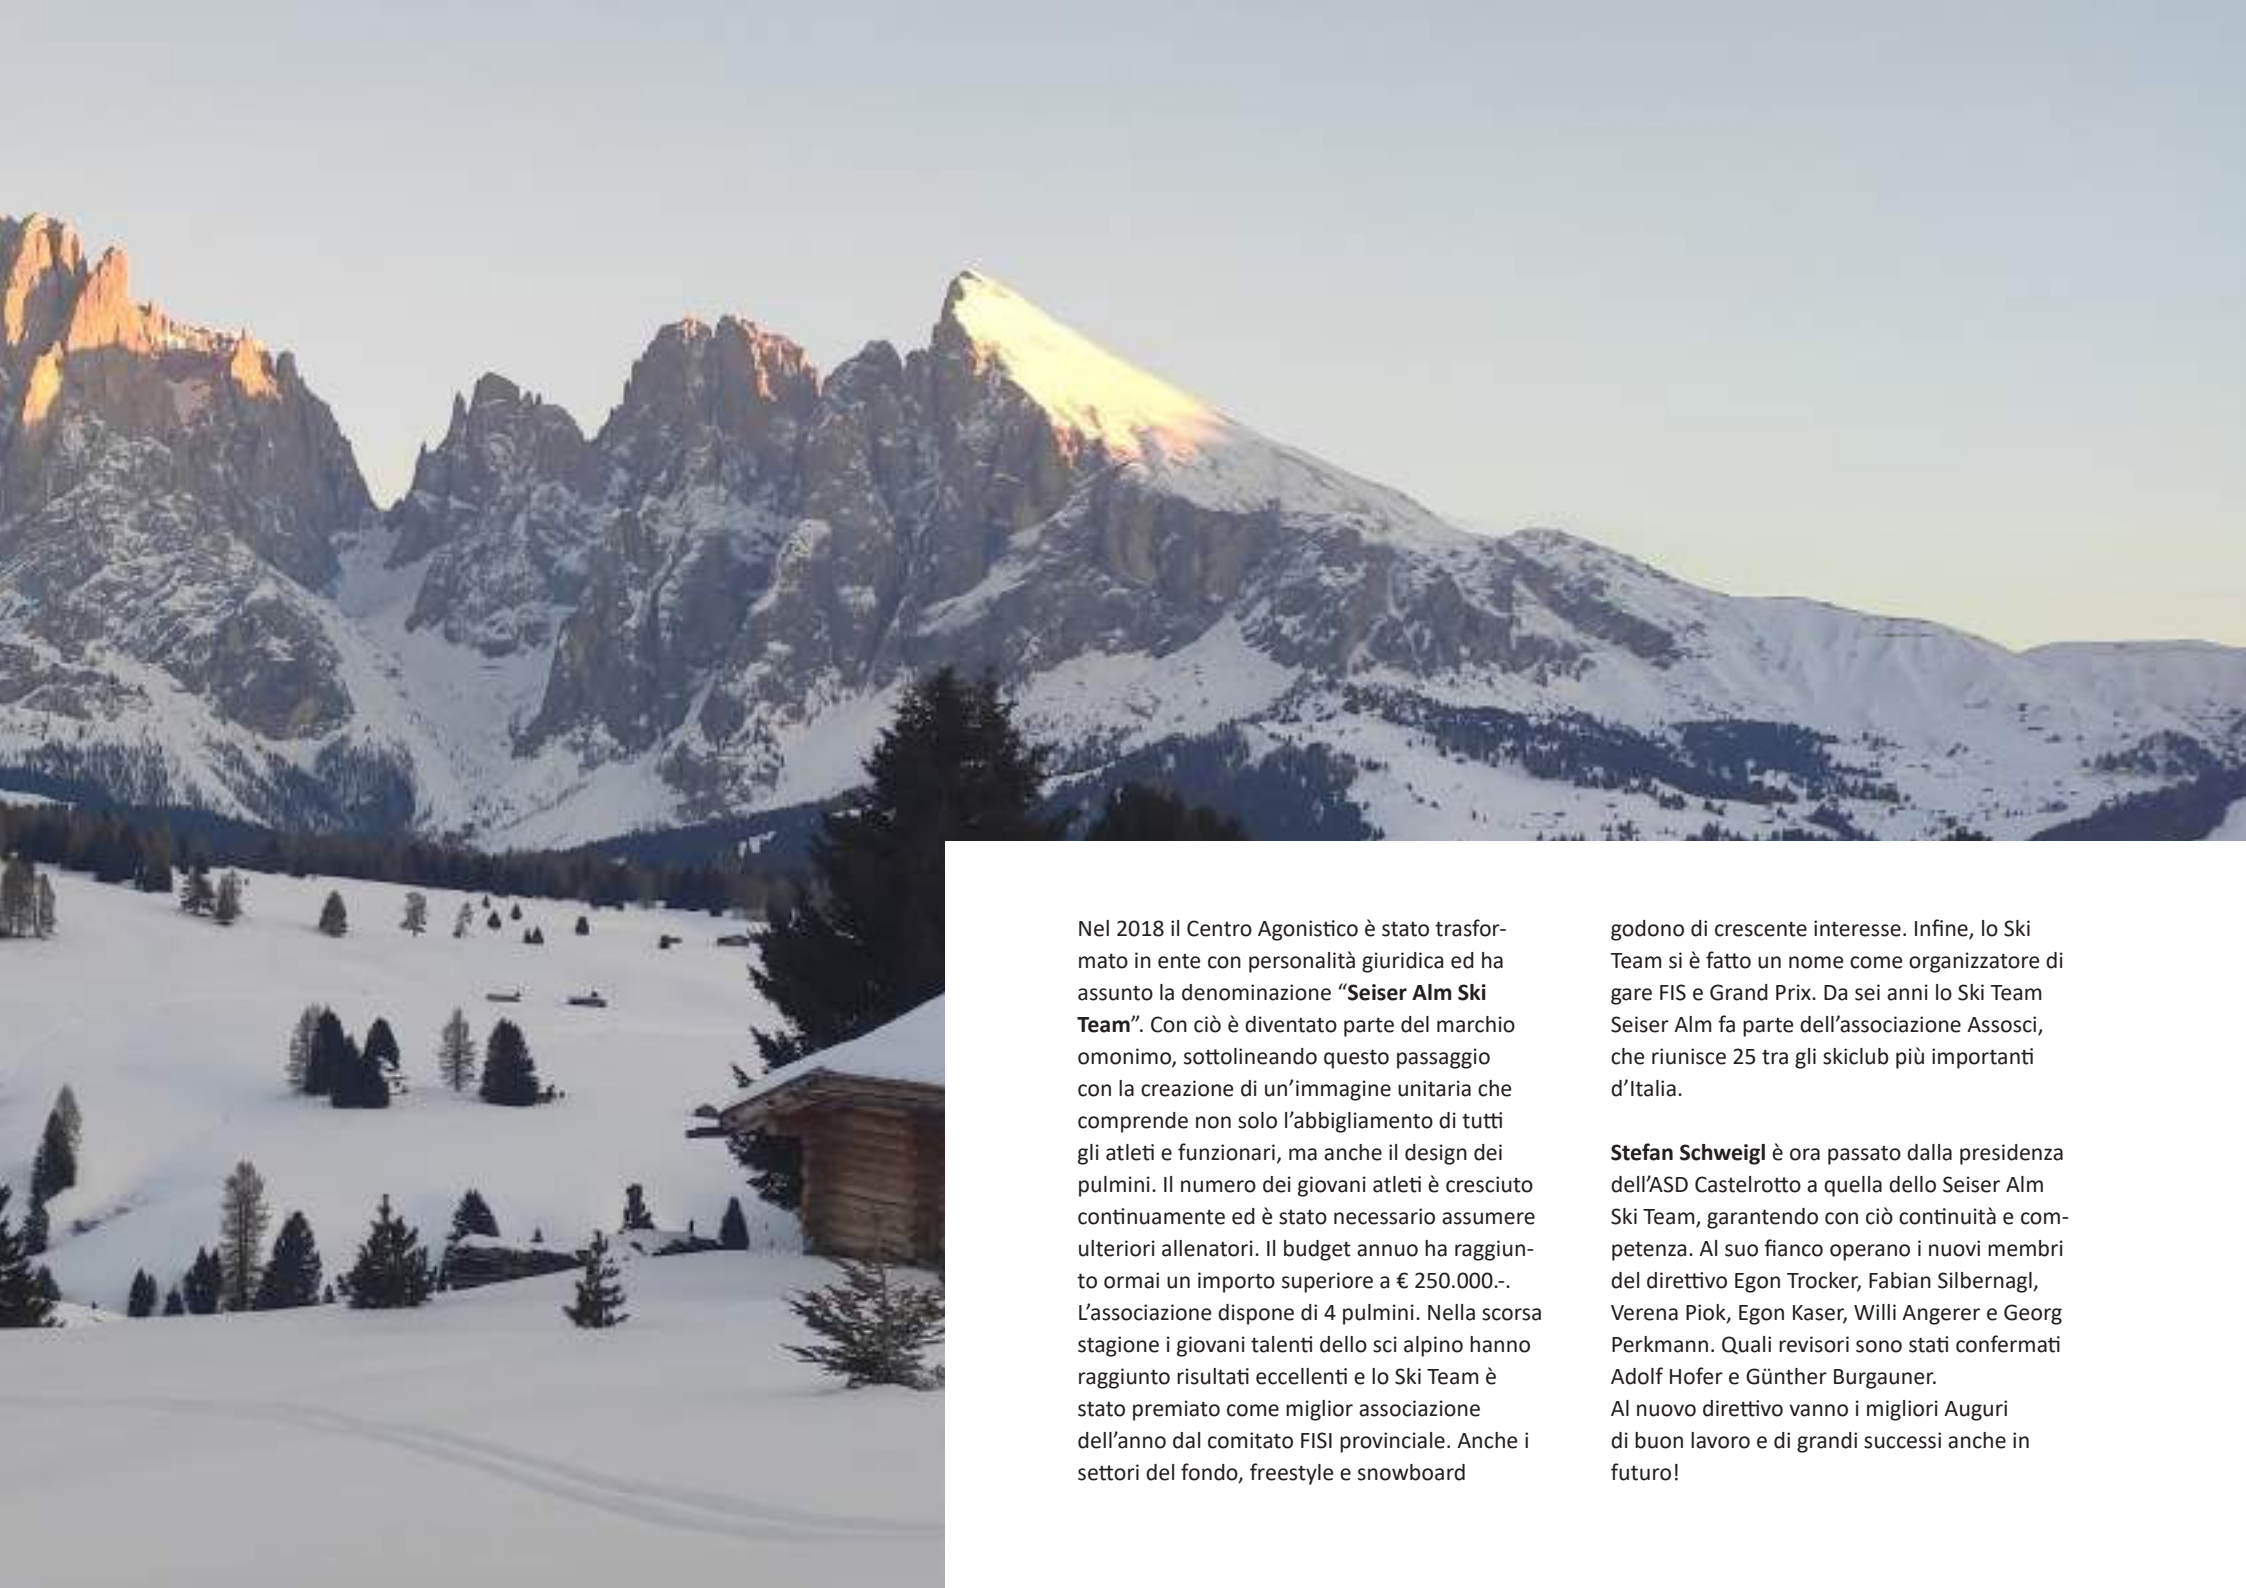 Nel 2018 il Centro Agonistico è stato trasfor-
mato in ente con personalità giuridica ed ha
assunto la denominazione “Seiser Alm Ski
Team”. Con ciò è diventato parte del marchio
omonimo, sottolineando questo passaggio
con la creazione di un’immagine unitaria che
comprende non solo l’abbigliamento di tutti
gli atleti e funzionari, ma anche il design dei
pulmini. Il numero dei giovani atleti è cresciuto
continuamente ed è stato necessario assumere
ulteriori allenatori. Il budget annuo ha raggiun-
to ormai un importo superiore a € 250.000.-.
L’associazione dispone di 4 pulmini. Nella scorsa
stagione i giovani talenti dello sci alpino hanno
raggiunto risultati eccellenti e lo Ski Team è
stato premiato come miglior associazione
dell’anno dal comitato FISI provinciale. Anche i
settori del fondo, freestyle e snowboard
godono di crescente interesse. Infine, lo Ski
Team si è fatto un nome come organizzatore di
gare FIS e Grand Prix. Da sei anni lo Ski Team
Seiser Alm fa parte dell’associazione Assosci,
che riunisce 25 tra gli skiclub più importanti
d’Italia.
Stefan Schweigl è ora passato dalla presidenza
dell’ASD Castelrotto a quella dello Seiser Alm
Ski Team, garantendo con ciò continuità e com-
petenza. Al suo fianco operano i nuovi membri
del direttivo Egon Trocker, Fabian Silbernagl,
Verena Piok, Egon Kaser, Willi Angerer e Georg
Perkmann. Quali revisori sono stati confermati
Adolf Hofer e Günther Burgauner.
Al nuovo direttivo vanno i migliori Auguri
di buon lavoro e di grandi successi anche in
futuro!